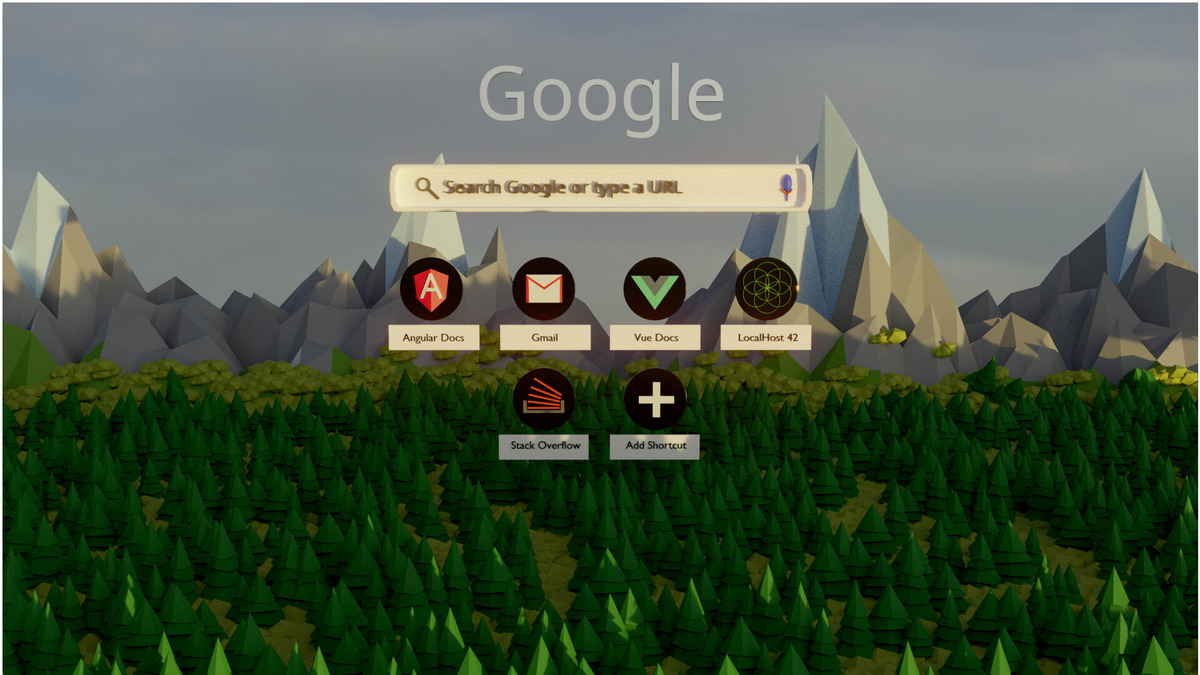 Google
Search Google or type a URL
A
Angular Docs
Gmail
Vue Docs
LocalHost 42
Stack Overflow
Add Shortcut